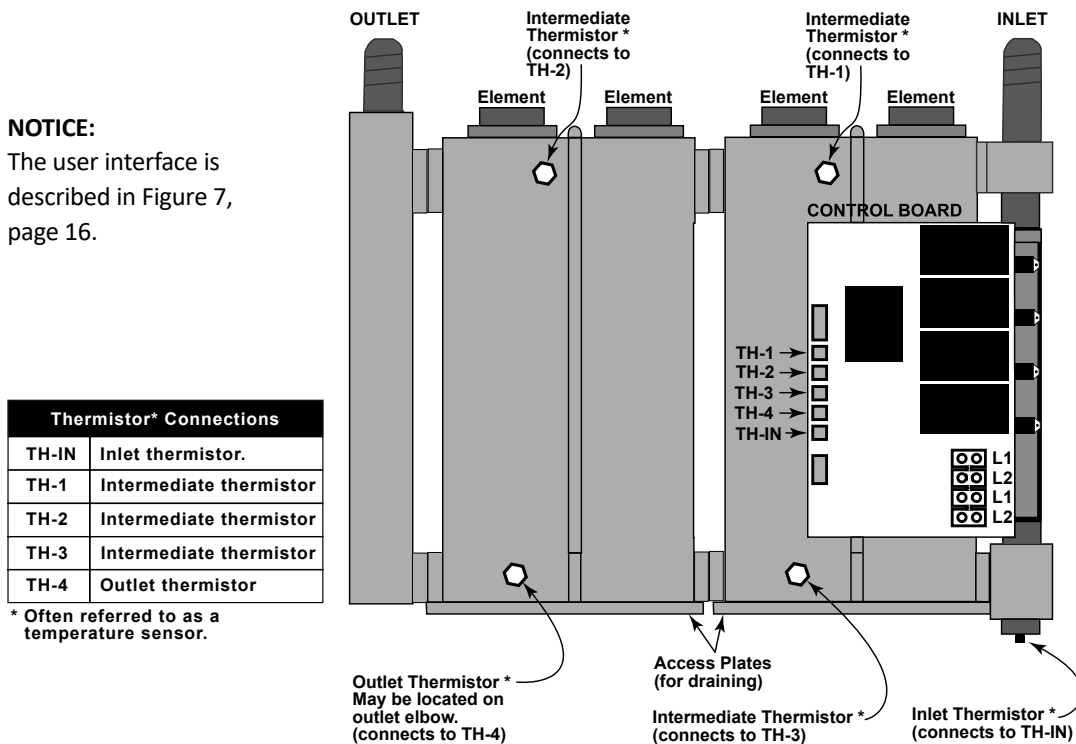 NOTICE:
The user interface is
described in Figure 7,
page 16.
OUTLET
Intermediate
Thermistor *
(connects to
TH-2)
Intermediate
Thermistor *
(connects to
TH-1)
INLET
Element
Element
Element
Element
CONTROL BOARD
TH-1
TH-2
TH-3
TH-4
TH-IN
L1
L2
L1
L2
Thermistor* Connections
TH-IN Inlet thermistor.
TH-1 Intermediate thermistor
TH-2 Intermediate thermistor
TH-3 Intermediate thermistor
TH-4 Outlet thermistor
* Often referred to as a
temperature sensor.
Outlet Thermistor *
May be located on
outlet elbow.
(connects to TH-4)
Access Plates
(for draining)
Intermediate Thermistor *
(connects to TH-3)
Inlet Thermistor *
(connects to TH-IN)